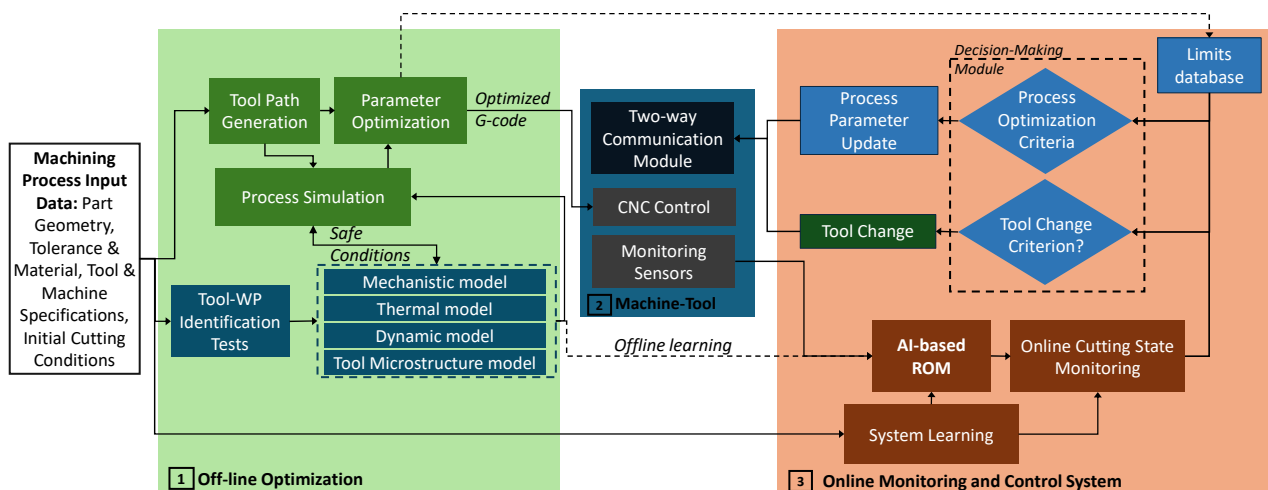 Machining
Process Input
Data: Part
Geometry,
Tolerance &
Material, Tool &
Machine
Specifications,
Initial Cutting
Conditions
Tool Path
Generation
Parameter
Optimization
Optimized
G-code
Process Simulation
Safe
Conditions
Tool-WP
Identification
Tests
Mechanistic model
Thermal model
Dynamic model
Tool Microstructure model
1 Off-line Optimization
Two-way
Communication
Module
CNC Control
Monitoring
Sensors
2 Machine-Tool
Offline learning
Decision-Making
Module
Limits
database
Process
Parameter
Update
Process
Optimization
Criteria
Tool Change
Tool Change
Criterion?
AI-based
ROM
Online Cutting State
Monitoring
System Learning
3 Online Monitoring and Control System